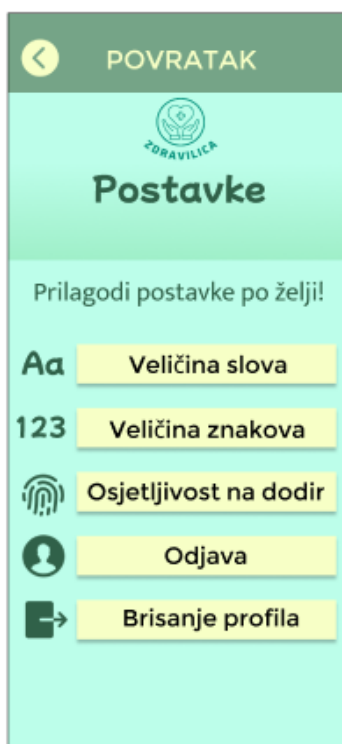 POVRATAK
ZDRAVILICA
Postavke
Prilagodi postavke po želji!
Aa Veličina slova
123 Veličina znakova
Osjetljivost na dodir
Odjava
Brisanje profila